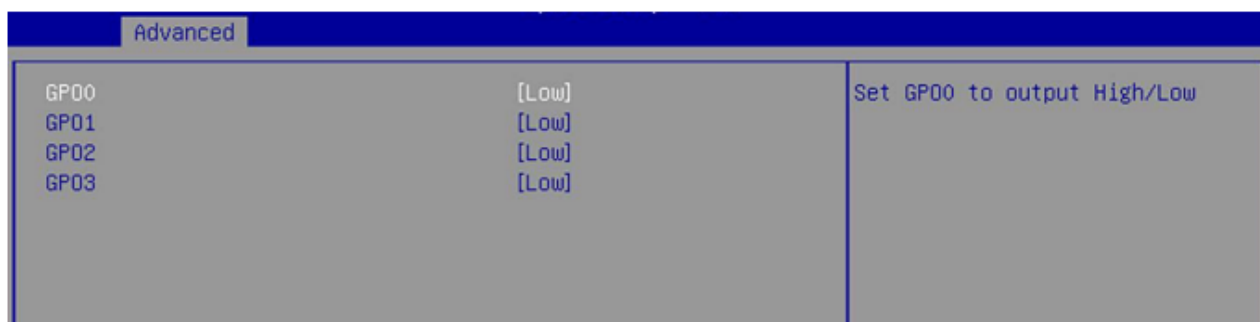 Advanced
GPO0 [Low] Set GPO0 to output High/Low
GPO1 [Low]
GPO2 [Low]
GPO3 [Low]